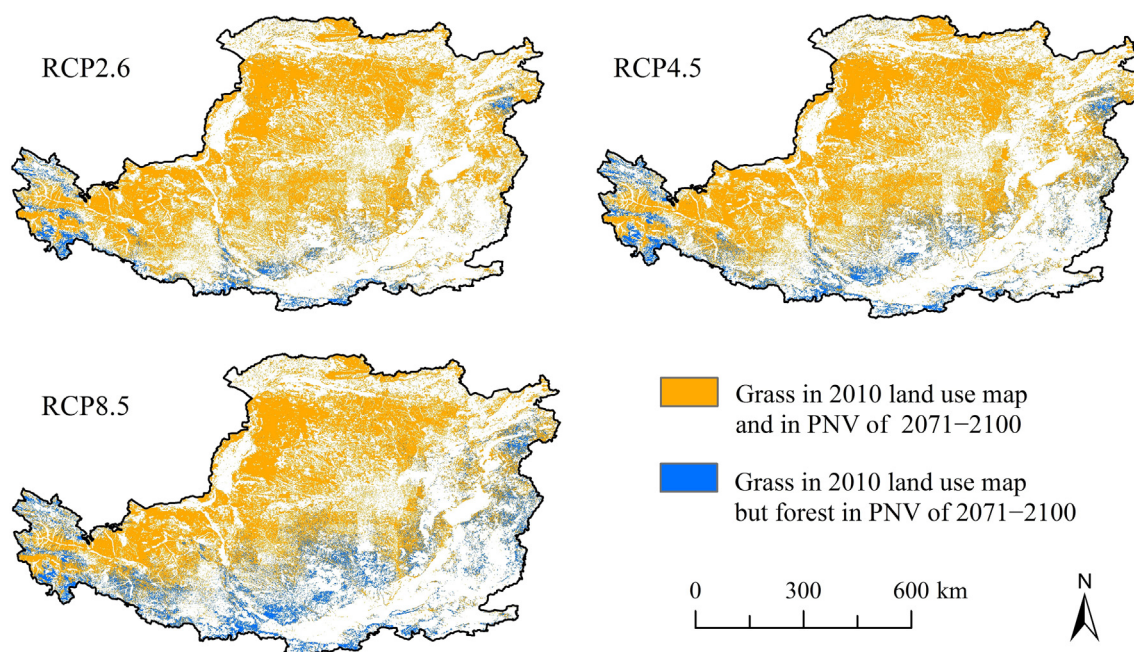 RCP2.6
RCP4.5
RCP8.5
Grass in 2010 land use map
and in PNV of 2071−2100
Grass in 2010 land use map
but forest in PNV of 2071−2100
0 300 600 km
N